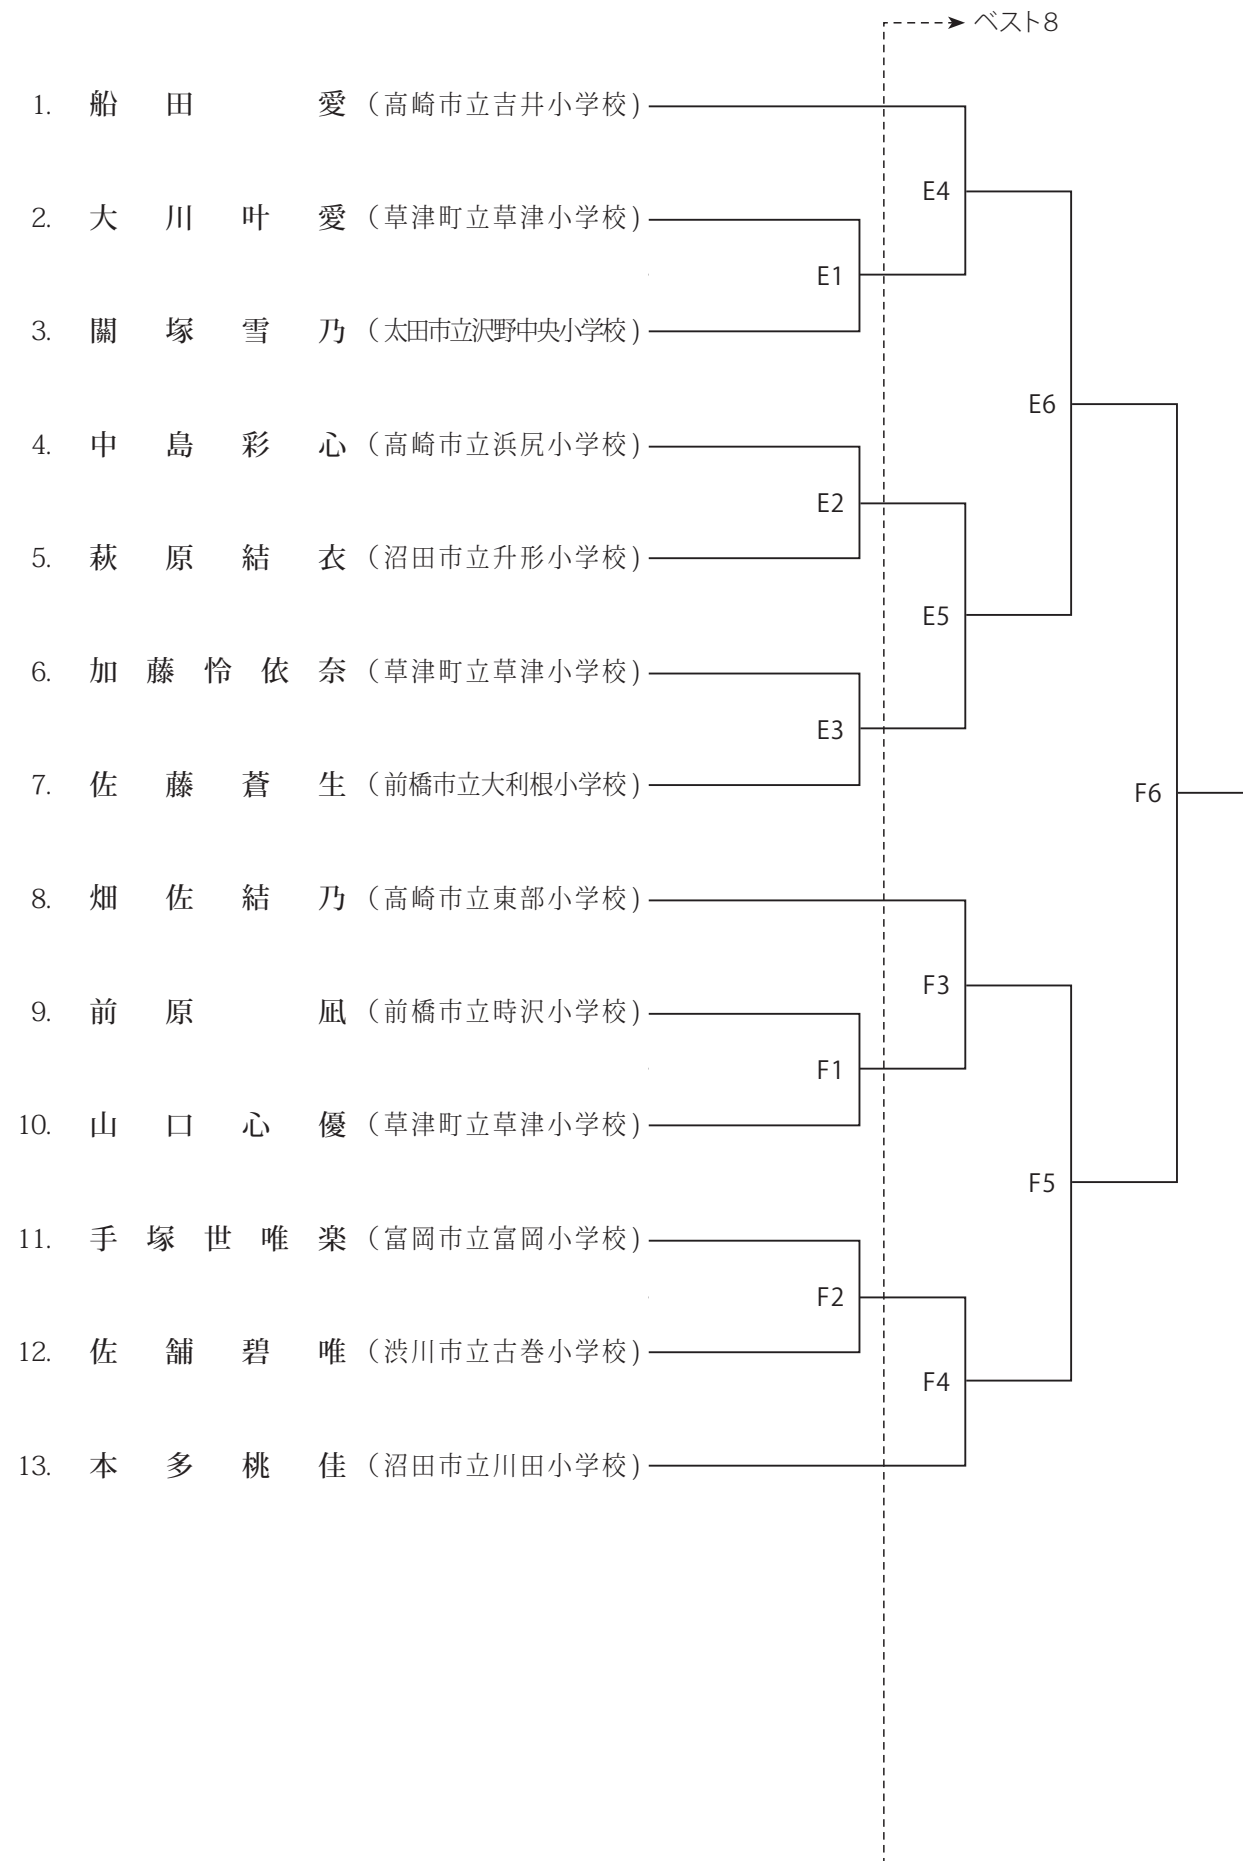 ベスト8
1. 船田 愛 (高崎市立吉井小学校)
E4
2. 大川叶愛 (草津町立草津小学校)
E1
3. 關塚雪乃 (太田市立沢野中央小学校)
E6
4. 中島彩心 (高崎市立浜尻小学校)
E2
5. 萩原結衣 (沼田市立升形小学校)
E5
6. 加藤怜依奈 (草津町立草津小学校)
E3
7. 佐藤蒼生 (前橋市立大利根小学校)
F6
8. 畑佐結乃 (高崎市立東部小学校)
F3
9. 前原 凪 (前橋市立時沢小学校)
F1
10. 山口心優 (草津町立草津小学校)
F5
11. 手塚世唯楽 (富岡市立富岡小学校)
F2
12. 佐舗碧唯 (渋川市立古巻小学校)
F4
13. 本多桃佳 (沼田市立川田小学校)